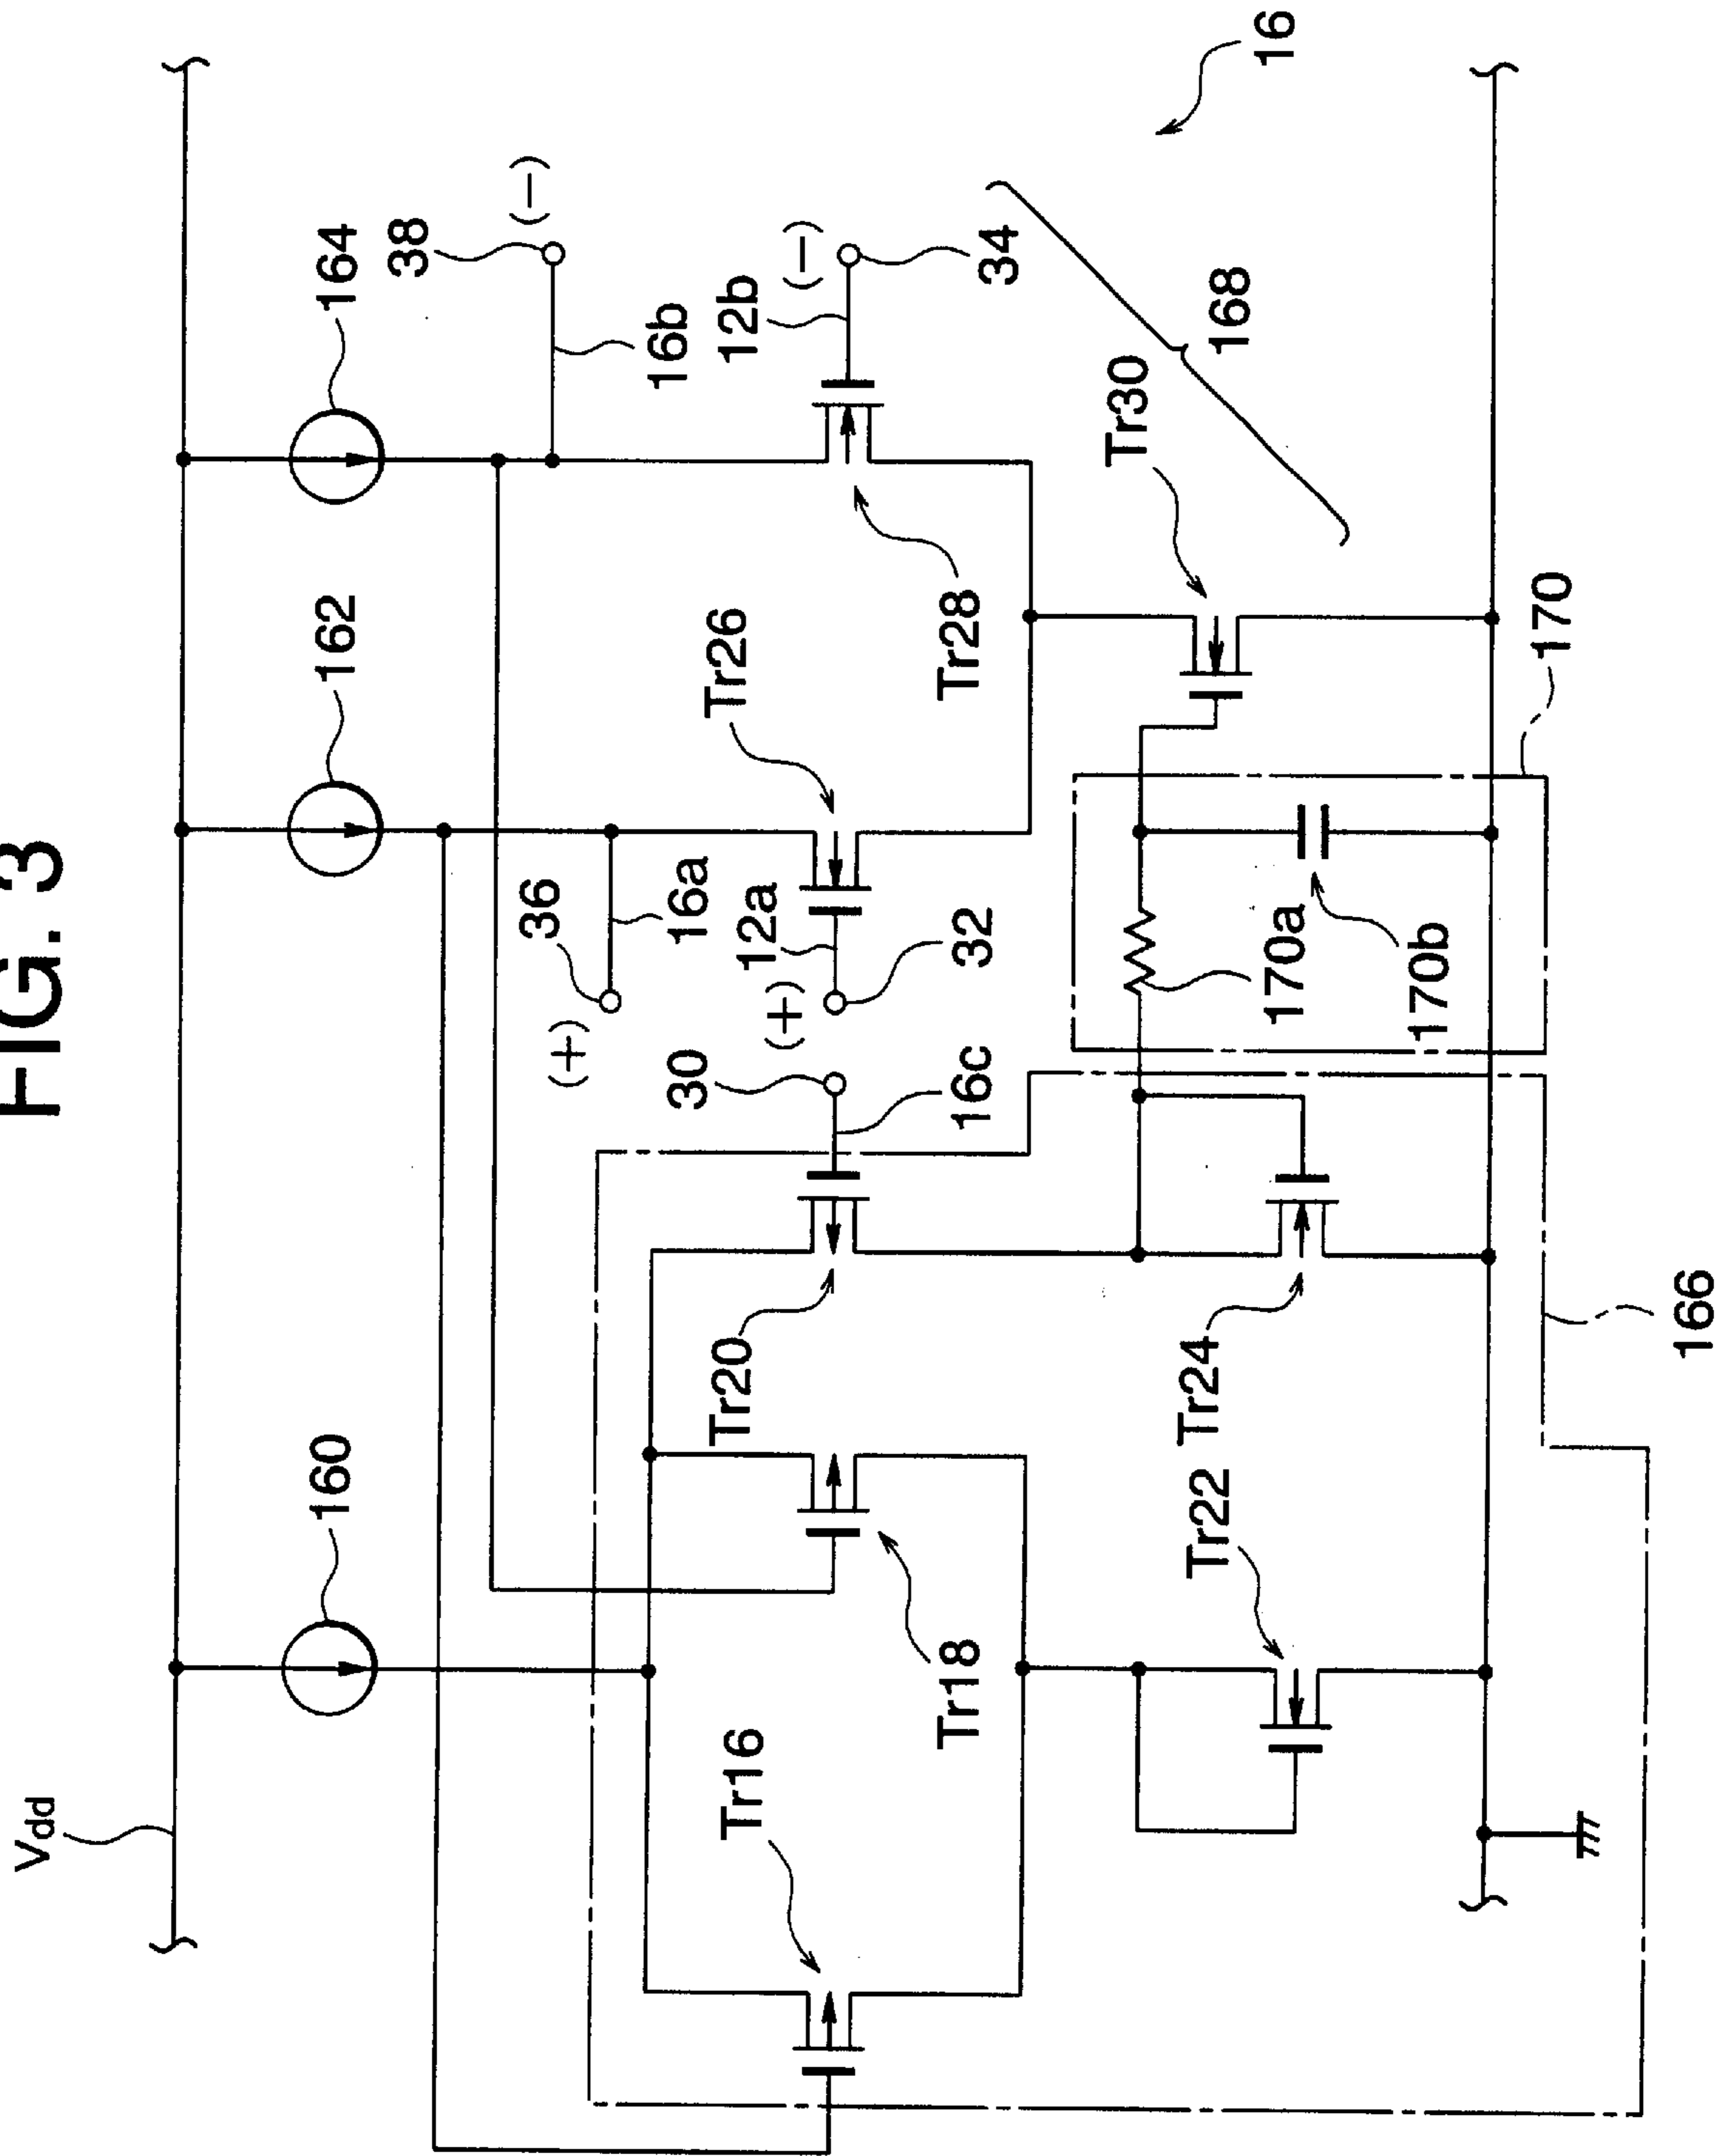 FIG. 3
Vdd
160
162
164
38
(-)
16b
36
(+)
16a
12b
(-)
34
Tr26
12a
(+)
32
30
16c
Tr28
16
168
Tr30
Tr16
Tr18
Tr20
Tr22
Tr24
170a
170b
170
166